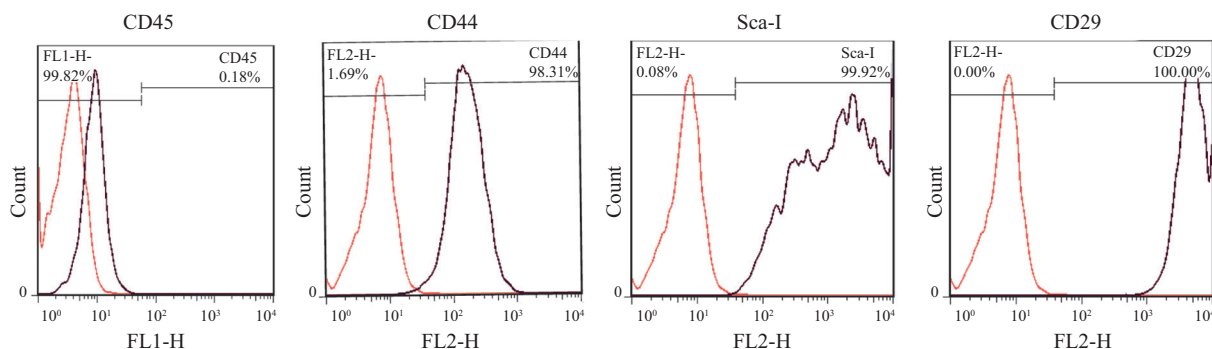 CD45
FL1-H-
99.82%
CD45
0.18%
Count
0
10⁰ 10¹ 10² 10³ 10⁴
FL1-H
CD44
FL2-H-
1.69%
CD44
98.31%
Count
0
10⁰ 10¹ 10² 10³ 10⁴
FL2-H
Sca-I
FL2-H-
0.08%
Sca-I
99.92%
Count
0
10⁰ 10¹ 10² 10³ 10⁴
FL2-H
CD29
FL2-H-
0.00%
CD29
100.00%
Count
0
10⁰ 10¹ 10² 10³ 10⁴
FL2-H